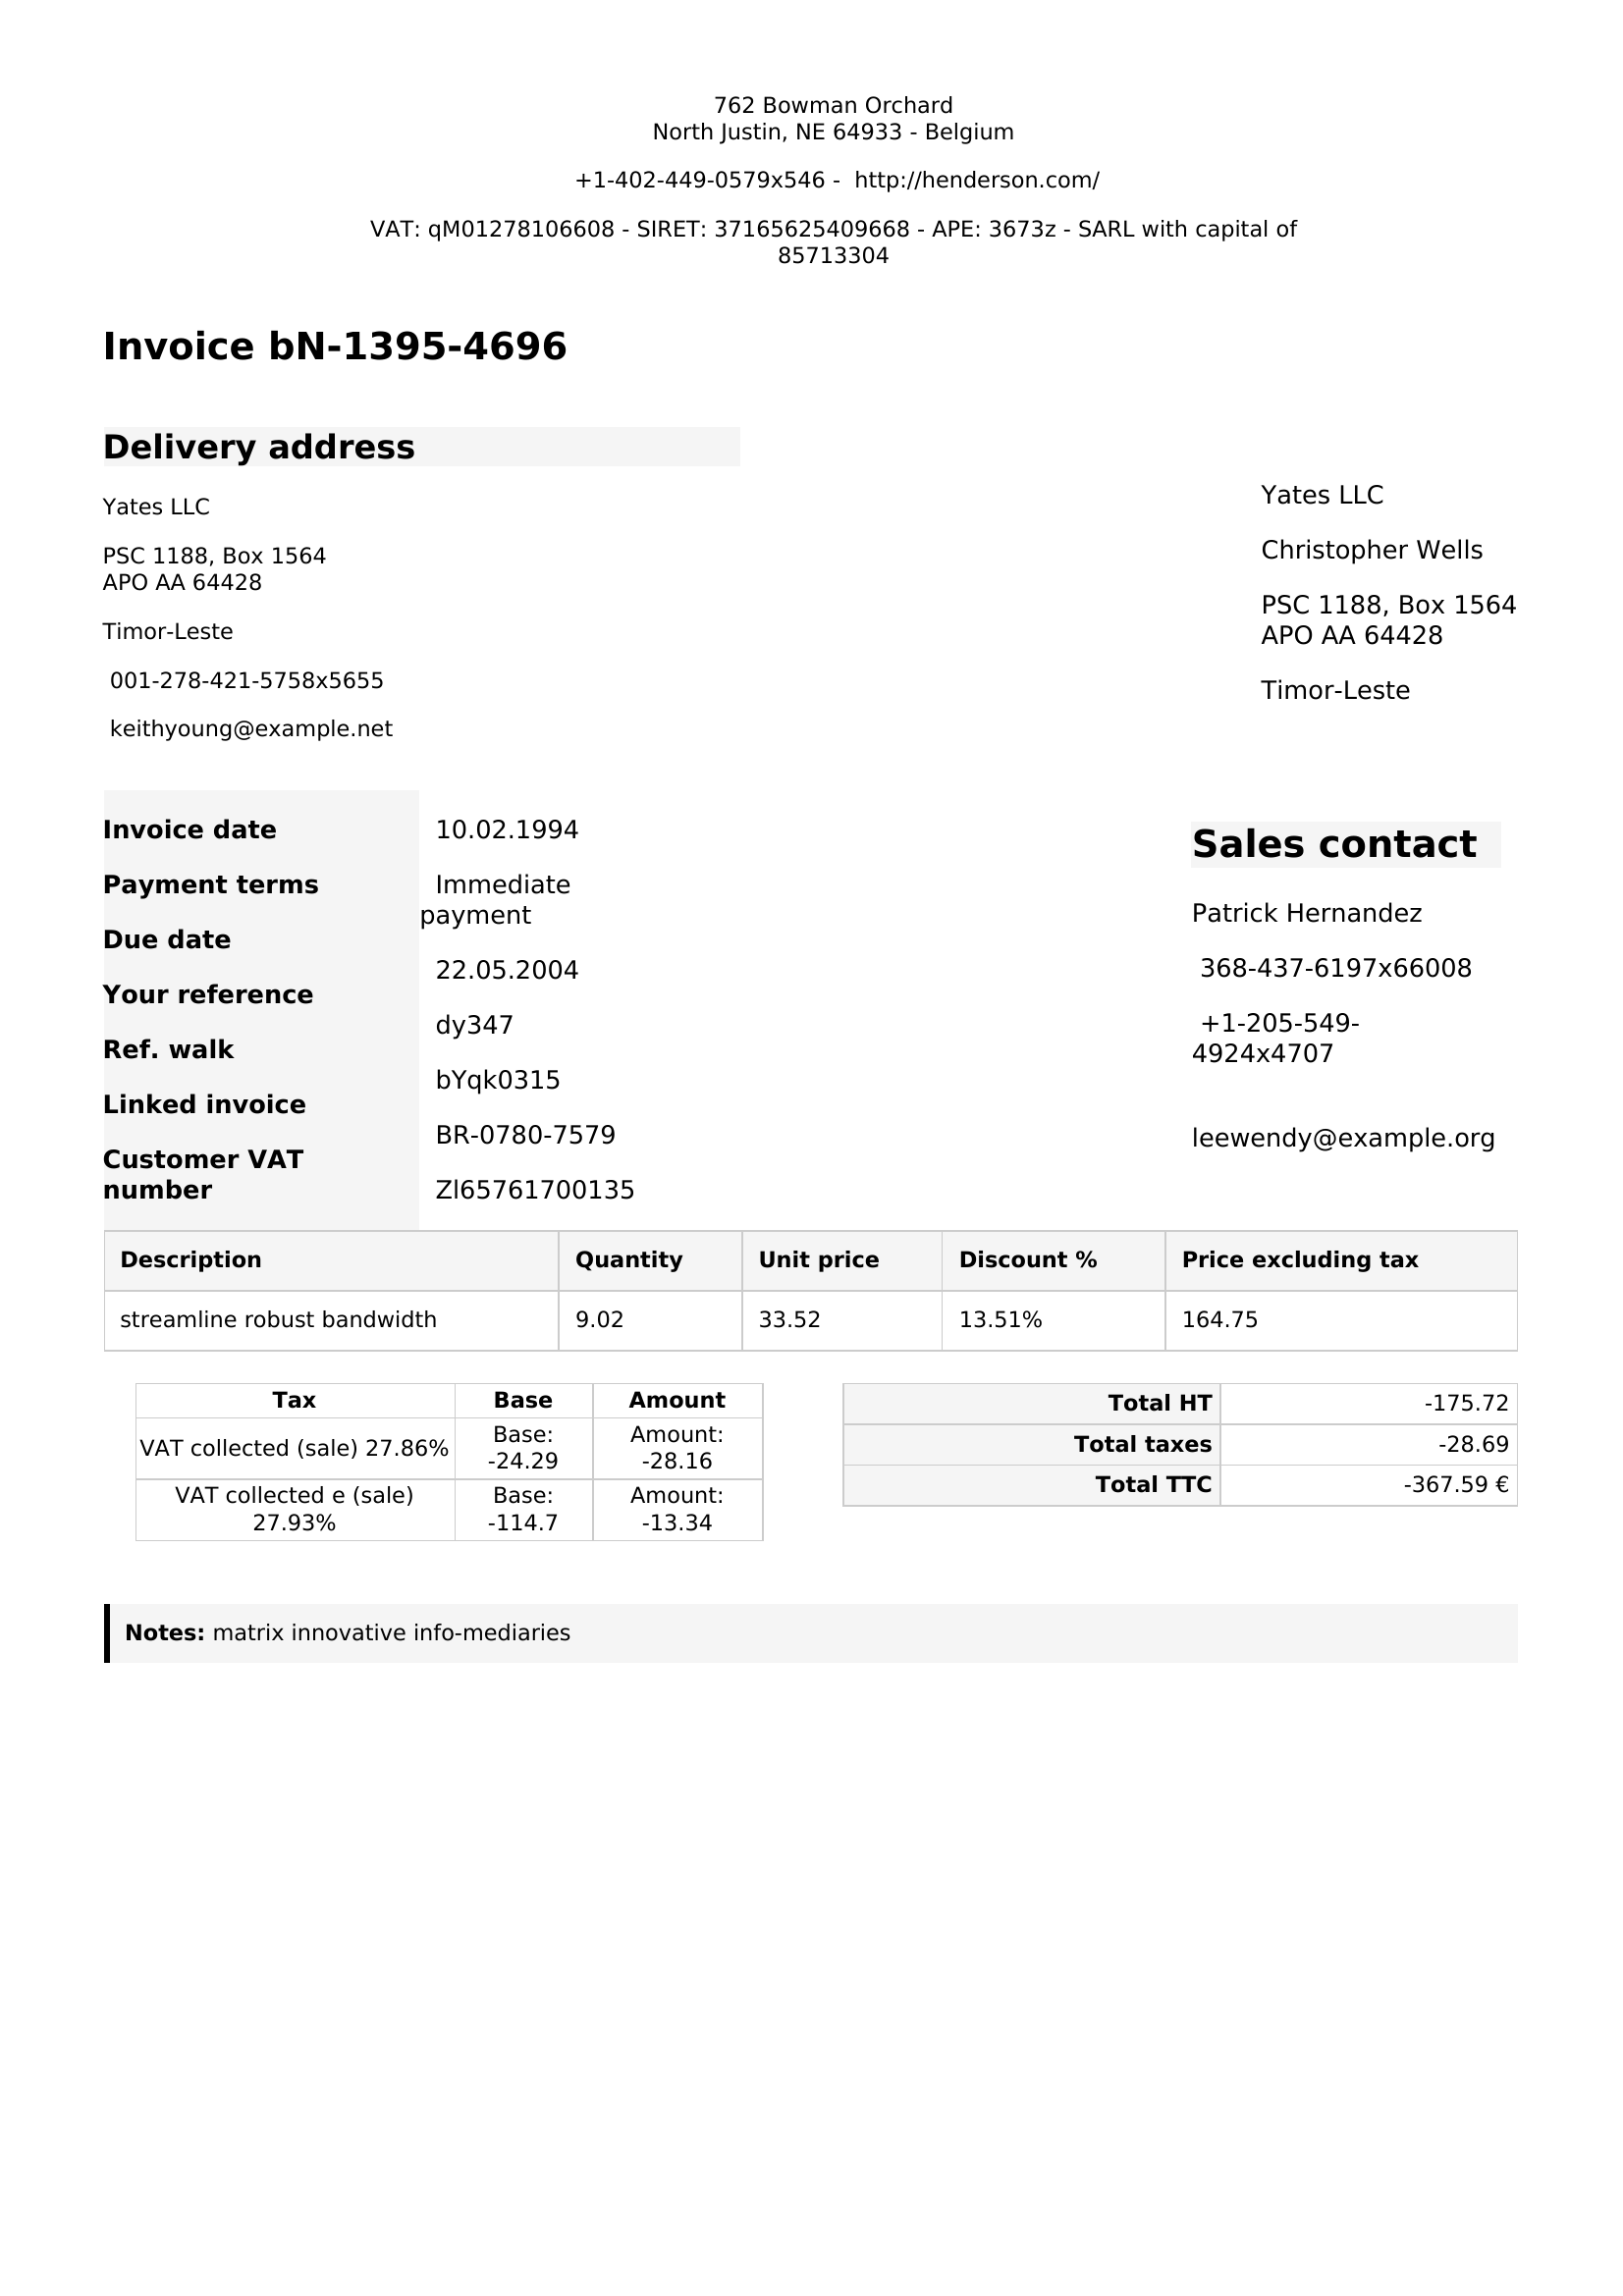 762 Bowman Orchard
North Justin, NE 64933 - Belgium
+1-402-449-0579x546 -  http://henderson.com/
VAT: qM01278106608 - SIRET: 37165625409668 - APE: 3673z - SARL with capital of
85713304
Invoice bN-1395-4696
Delivery address
Yates LLC
PSC 1188, Box 1564
APO AA 64428
Timor-Leste
001-278-421-5758x5655
keithyoung@example.net
Yates LLC
Christopher Wells
PSC 1188, Box 1564
APO AA 64428
Timor-Leste
Invoice date
Payment terms
Due date
Your reference
Ref. walk
Linked invoice
Customer VAT
number
10.02.1994
Immediate
payment
22.05.2004
dy347
bYqk0315
BR-0780-7579
Zl65761700135
Sales contact
Patrick Hernandez
368-437-6197x66008
+1-205-549-
4924x4707
leewendy@example.org
Description Quantity Unit price Discount % Price excluding tax
streamline robust bandwidth 9.02 33.52 13.51% 164.75
Tax Base Amount
VAT collected (sale) 27.86% Base: -24.29 Amount: -28.16
VAT collected e (sale) 27.93% Base: -114.7 Amount: -13.34
Total HT -175.72
Total taxes -28.69
Total TTC -367.59 €
Notes: matrix innovative info-mediaries